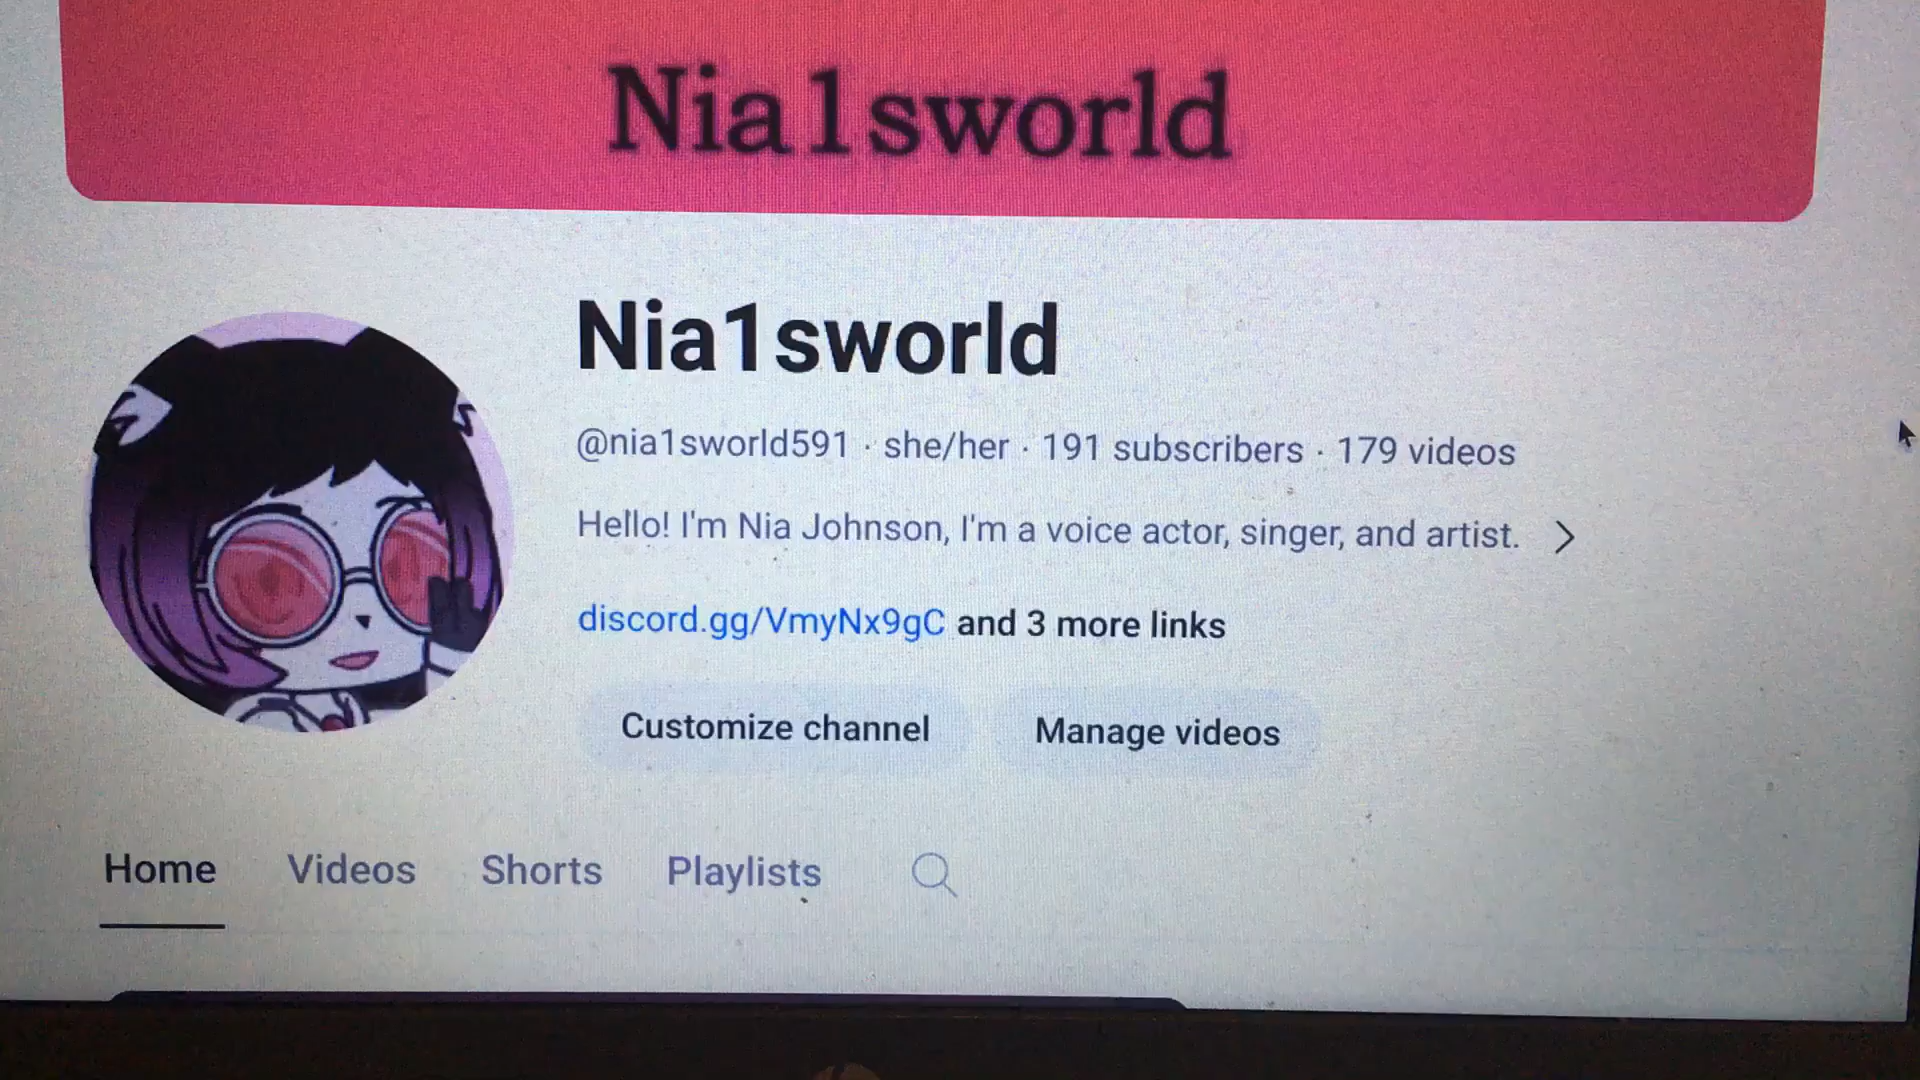 Nia1sworld
Nia1sworld
@nia1sworld591 · she/her · 191 subscribers · 179 videos
Hello! I'm Nia Johnson, I'm a voice actor, singer, and artist.
discord.gg/VmyNx9gC and 3 more links
Customize channel Manage videos
Home Videos Shorts Playlists